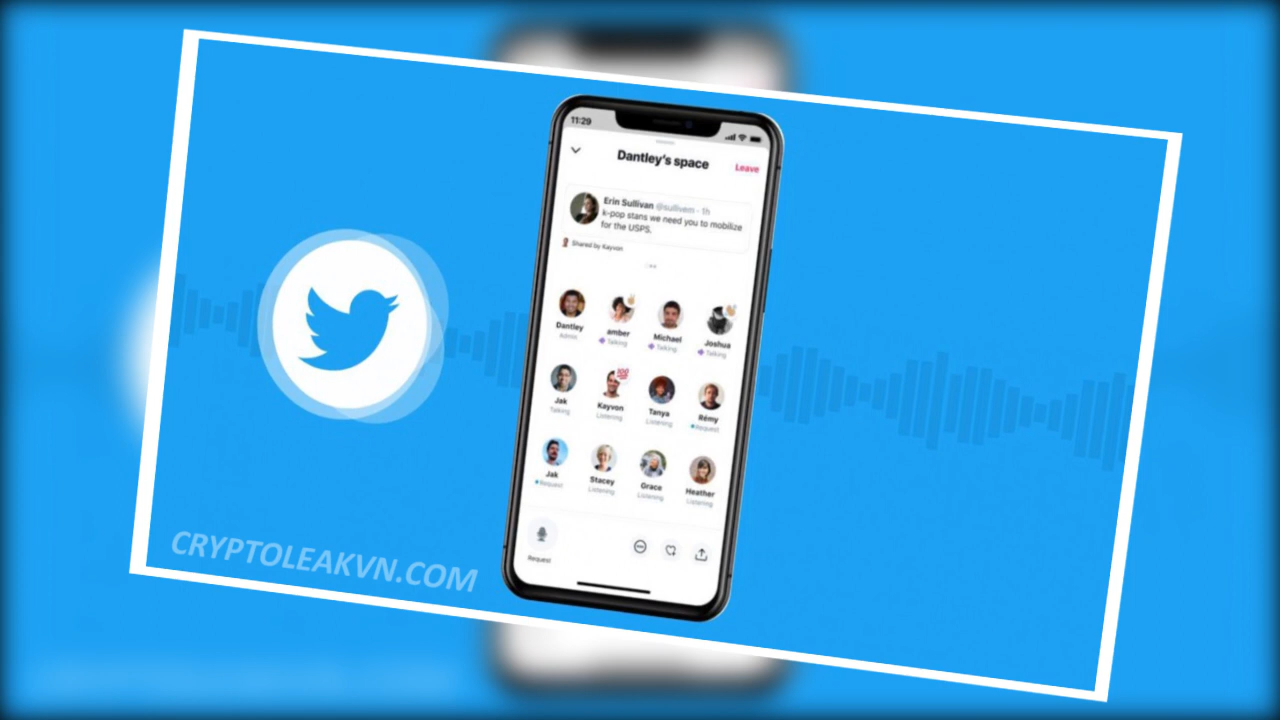 11:29
Dantley's space
Leave
Erin Sullivan @sullivem · 1h
k-pop stans we need you to mobilize
for the USPS.
Shared by Kayvon
Dantley
Admin
amber
Talking
Michael
Talking
Joshua
Talking
Jak
Talking
Kayvon
Listening
Tanya
Listening
Rémy
Request
Jak
Request
Stacey
Listening
Grace
Listening
Heather
Listening
Request
100
CRYPTOLEAKVN.COM